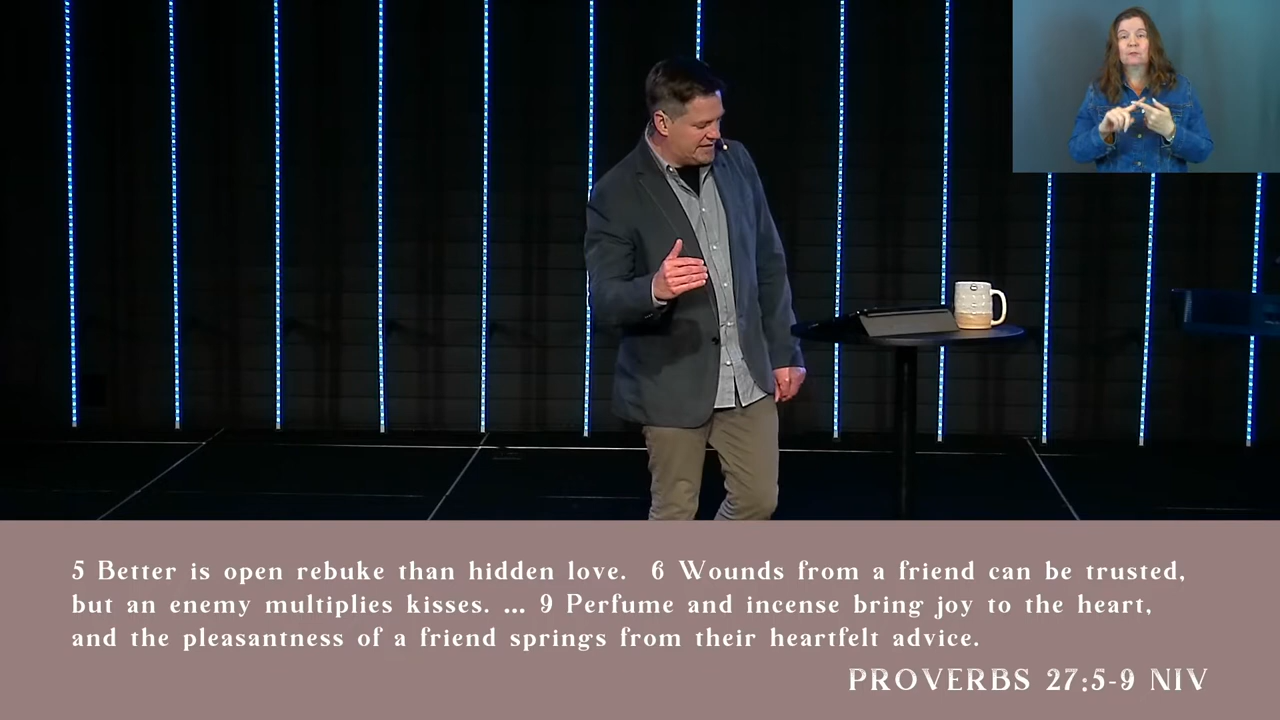 5 Better is open rebuke than hidden love.  6 Wounds from a friend can be trusted,
but an enemy multiplies kisses. ... 9 Perfume and incense bring joy to the heart,
and the pleasantness of a friend springs from their heartfelt advice.
PROVERBS 27:5-9 NIV